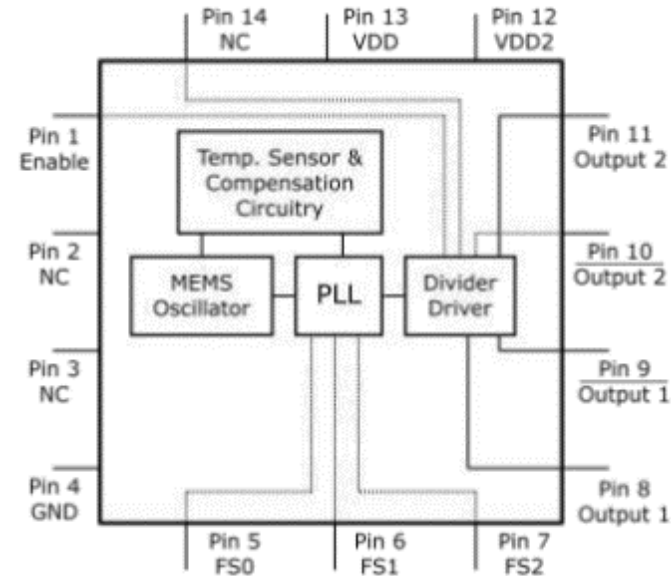 Pin 14
NC
Pin 13
VDD
Pin 12
VDD2
Pin 1
Enable
Pin 11
Output 2
Temp. Sensor &
Compensation
Circuitry
Pin 2
NC
Pin 10
Output 2
MEMS
Oscillator
PLL
Divider
Driver
Pin 3
NC
Pin 9
Output 1
Pin 4
GND
Pin 8
Output 1
Pin 5
FS0
Pin 6
FS1
Pin 7
FS2